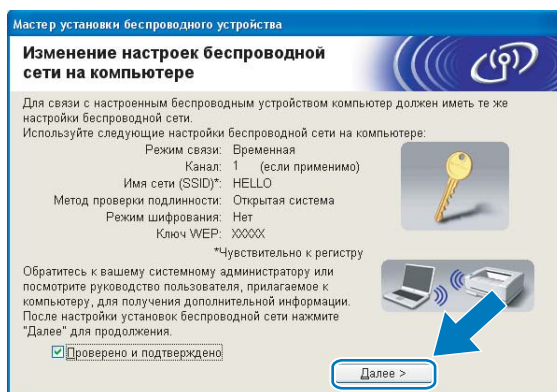 Мастер установки беспроводного устройства
Изменение настроек беспроводной
сети на компьютере
Для связи с настроенным беспроводным устройством компьютер должен иметь те же
настройки беспроводной сети.
Используйте следующие настройки беспроводной сети на компьютере:
Режим связи: Временная
Канал: 1 (если применимо)
Имя сети (SSID)*: HELLO
Метод проверки подлинности: Открытая система
Режим шифрования: Нет
Ключ WEP: XXXXX
*Чувствительно к регистру
Обратитесь к вашему системному администратору или
посмотрите руководство пользователя, прилагаемое к
компьютеру, для получения дополнительной информации.
После настройки установок беспроводной сети нажмите
"Далее" для продолжения.
Проверено и подтверждено
Далее >